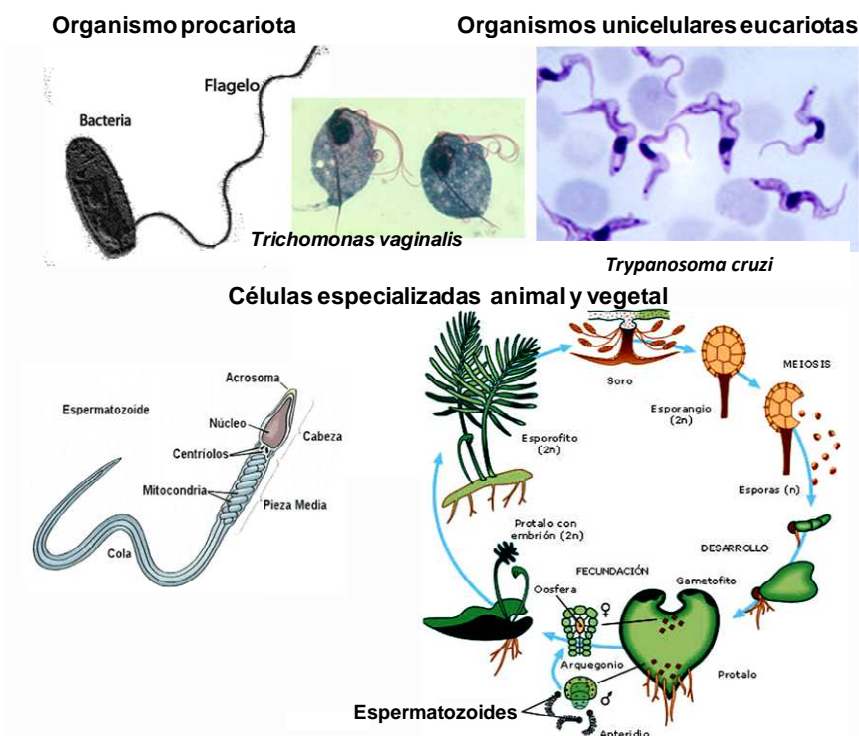 Organismo procariota
Organismos unicelulares eucariotas
Flagelo
Bacteria
Trichomonas vaginalis
Trypanosoma cruzi
Células especializadas animal y vegetal
Acrosoma
Espermatozoide
Núcleo
Cabeza
Centríolos
Mitocondria
Pieza Media
Cola
Soro
MEIOSIS
Esporangio
(2n)
Esporofito
(2n)
Esporas (n)
Protalo con
embrión (2n)
DESARROLLO
FECUNDACIÓN
Gametofito
Oosfera
♀
Arquegonio
Protalo
♂
Espermatozoides
Anteridio